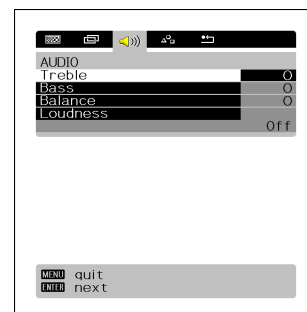 AUDIO
Treble 0
Bass 0
Balance 0
Loudness
Off
MENU quit
ENTER next